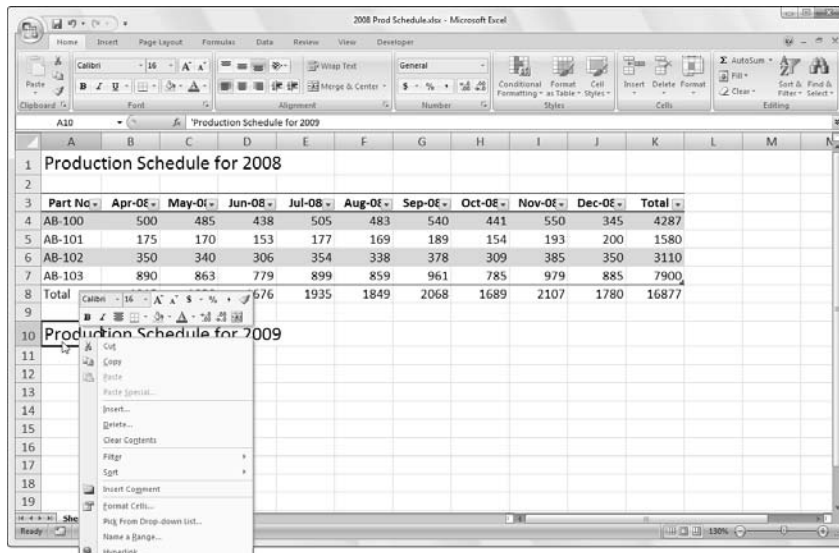 2008 Prod Schedule.xlsx - Microsoft Excel
Home Insert Page Layout Formulas Data Review View Developer
Calibri 16 A A Wrap Text General Conditional Formatting Format as Table Cell Styles Insert Delete Format Σ AutoSum Fill Clear Sort & Filter Find & Select
Paste B I U Merge & Center $ % ,
Clipboard Font Alignment Number Styles Cells Editing
A10 fx 'Production Schedule for 2009
A B C D E F G H I J K L M N
1 Production Schedule for 2008
2
3 Part No Apr-08 May-08 Jun-08 Jul-08 Aug-08 Sep-08 Oct-08 Nov-08 Dec-08 Total
4 AB-100 500 485 438 505 483 540 441 550 345 4287
5 AB-101 175 170 153 177 169 189 154 193 200 1580
6 AB-102 350 340 306 354 338 378 309 385 350 3110
7 AB-103 890 863 779 899 859 961 785 979 885 7900
8 Total 1935 1849 2068 1689 2107 1780 16877
Calibri 16 A A $ % ,
9
B I A
10 Production Schedule for 2009
11
Cut
Copy
12
Paste
13
Paste Special...
14
Insert...
15
Delete...
Clear Contents
16
Filter
17
Sort
18
Insert Comment
19
Format Cells...
She
Pick From Drop-down List...
Ready 130%
Name a Range...
Hyperlink